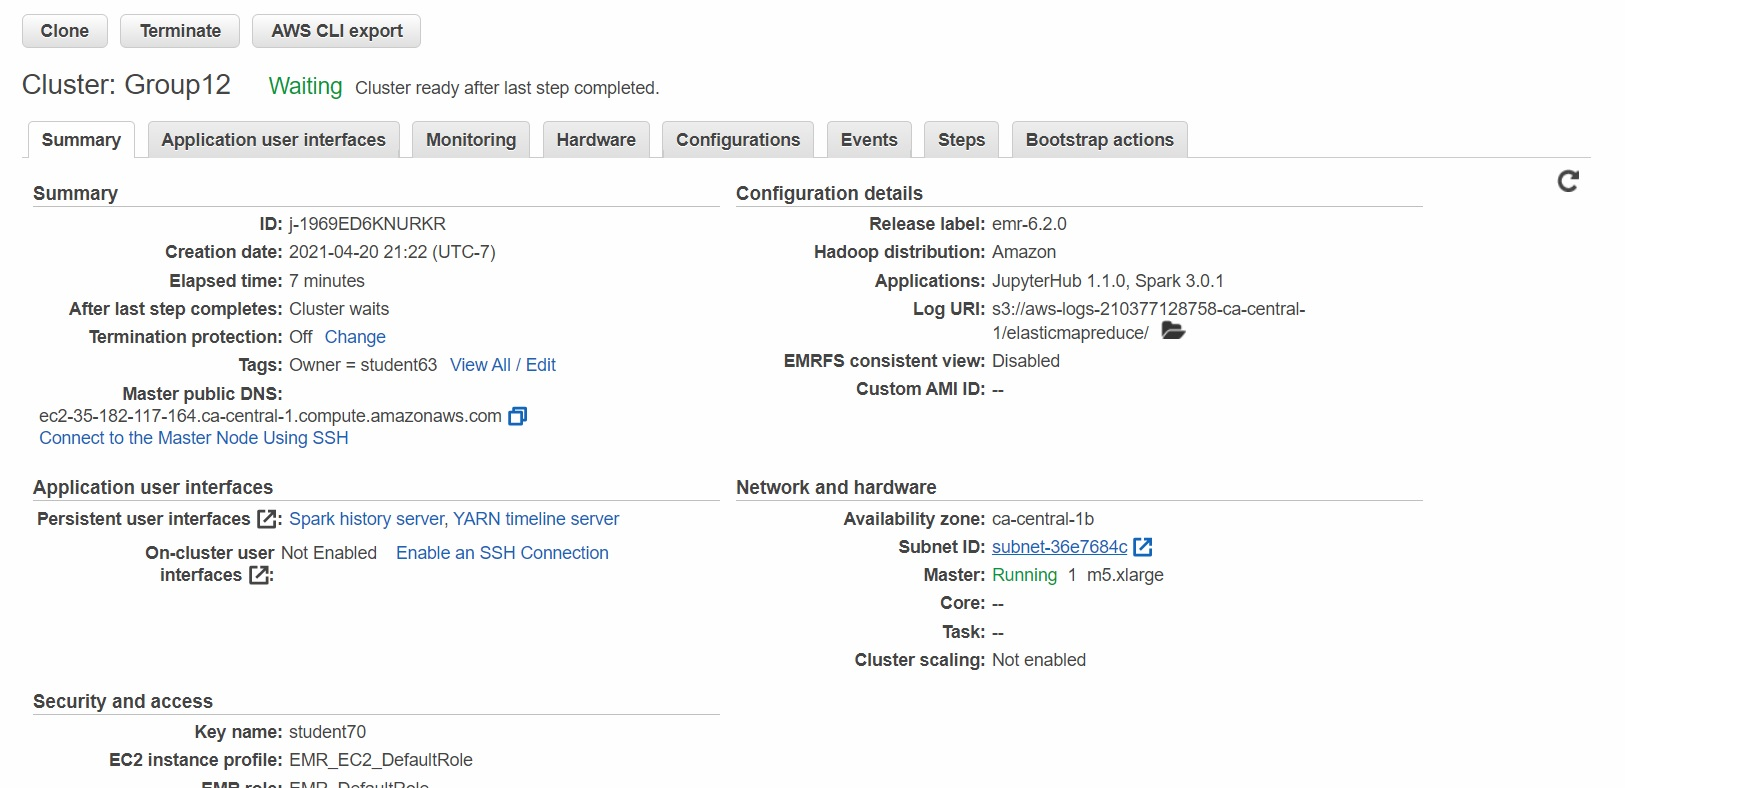 Clone Terminate AWS CLI export
Cluster: Group12 Waiting Cluster ready after last step completed.
Summary Application user interfaces Monitoring Hardware Configurations Events Steps Bootstrap actions
Summary
ID: j-1969ED6KNURKR
Creation date: 2021-04-20 21:22 (UTC-7)
Elapsed time: 7 minutes
After last step completes: Cluster waits
Termination protection: Off Change
Tags: Owner = student63 View All / Edit
Master public DNS:
ec2-35-182-117-164.ca-central-1.compute.amazonaws.com
Connect to the Master Node Using SSH
Configuration details
Release label: emr-6.2.0
Hadoop distribution: Amazon
Applications: JupyterHub 1.1.0, Spark 3.0.1
Log URI: s3://aws-logs-210377128758-ca-central-
1/elasticmapreduce/
EMRFS consistent view: Disabled
Custom AMI ID: --
Application user interfaces
Persistent user interfaces : Spark history server, YARN timeline server
On-cluster user Not Enabled Enable an SSH Connection
interfaces :
Network and hardware
Availability zone: ca-central-1b
Subnet ID: subnet-36e7684c
Master: Running 1 m5.xlarge
Core: --
Task: --
Cluster scaling: Not enabled
Security and access
Key name: student70
EC2 instance profile: EMR_EC2_DefaultRole
EMR role: EMR_DefaultRole